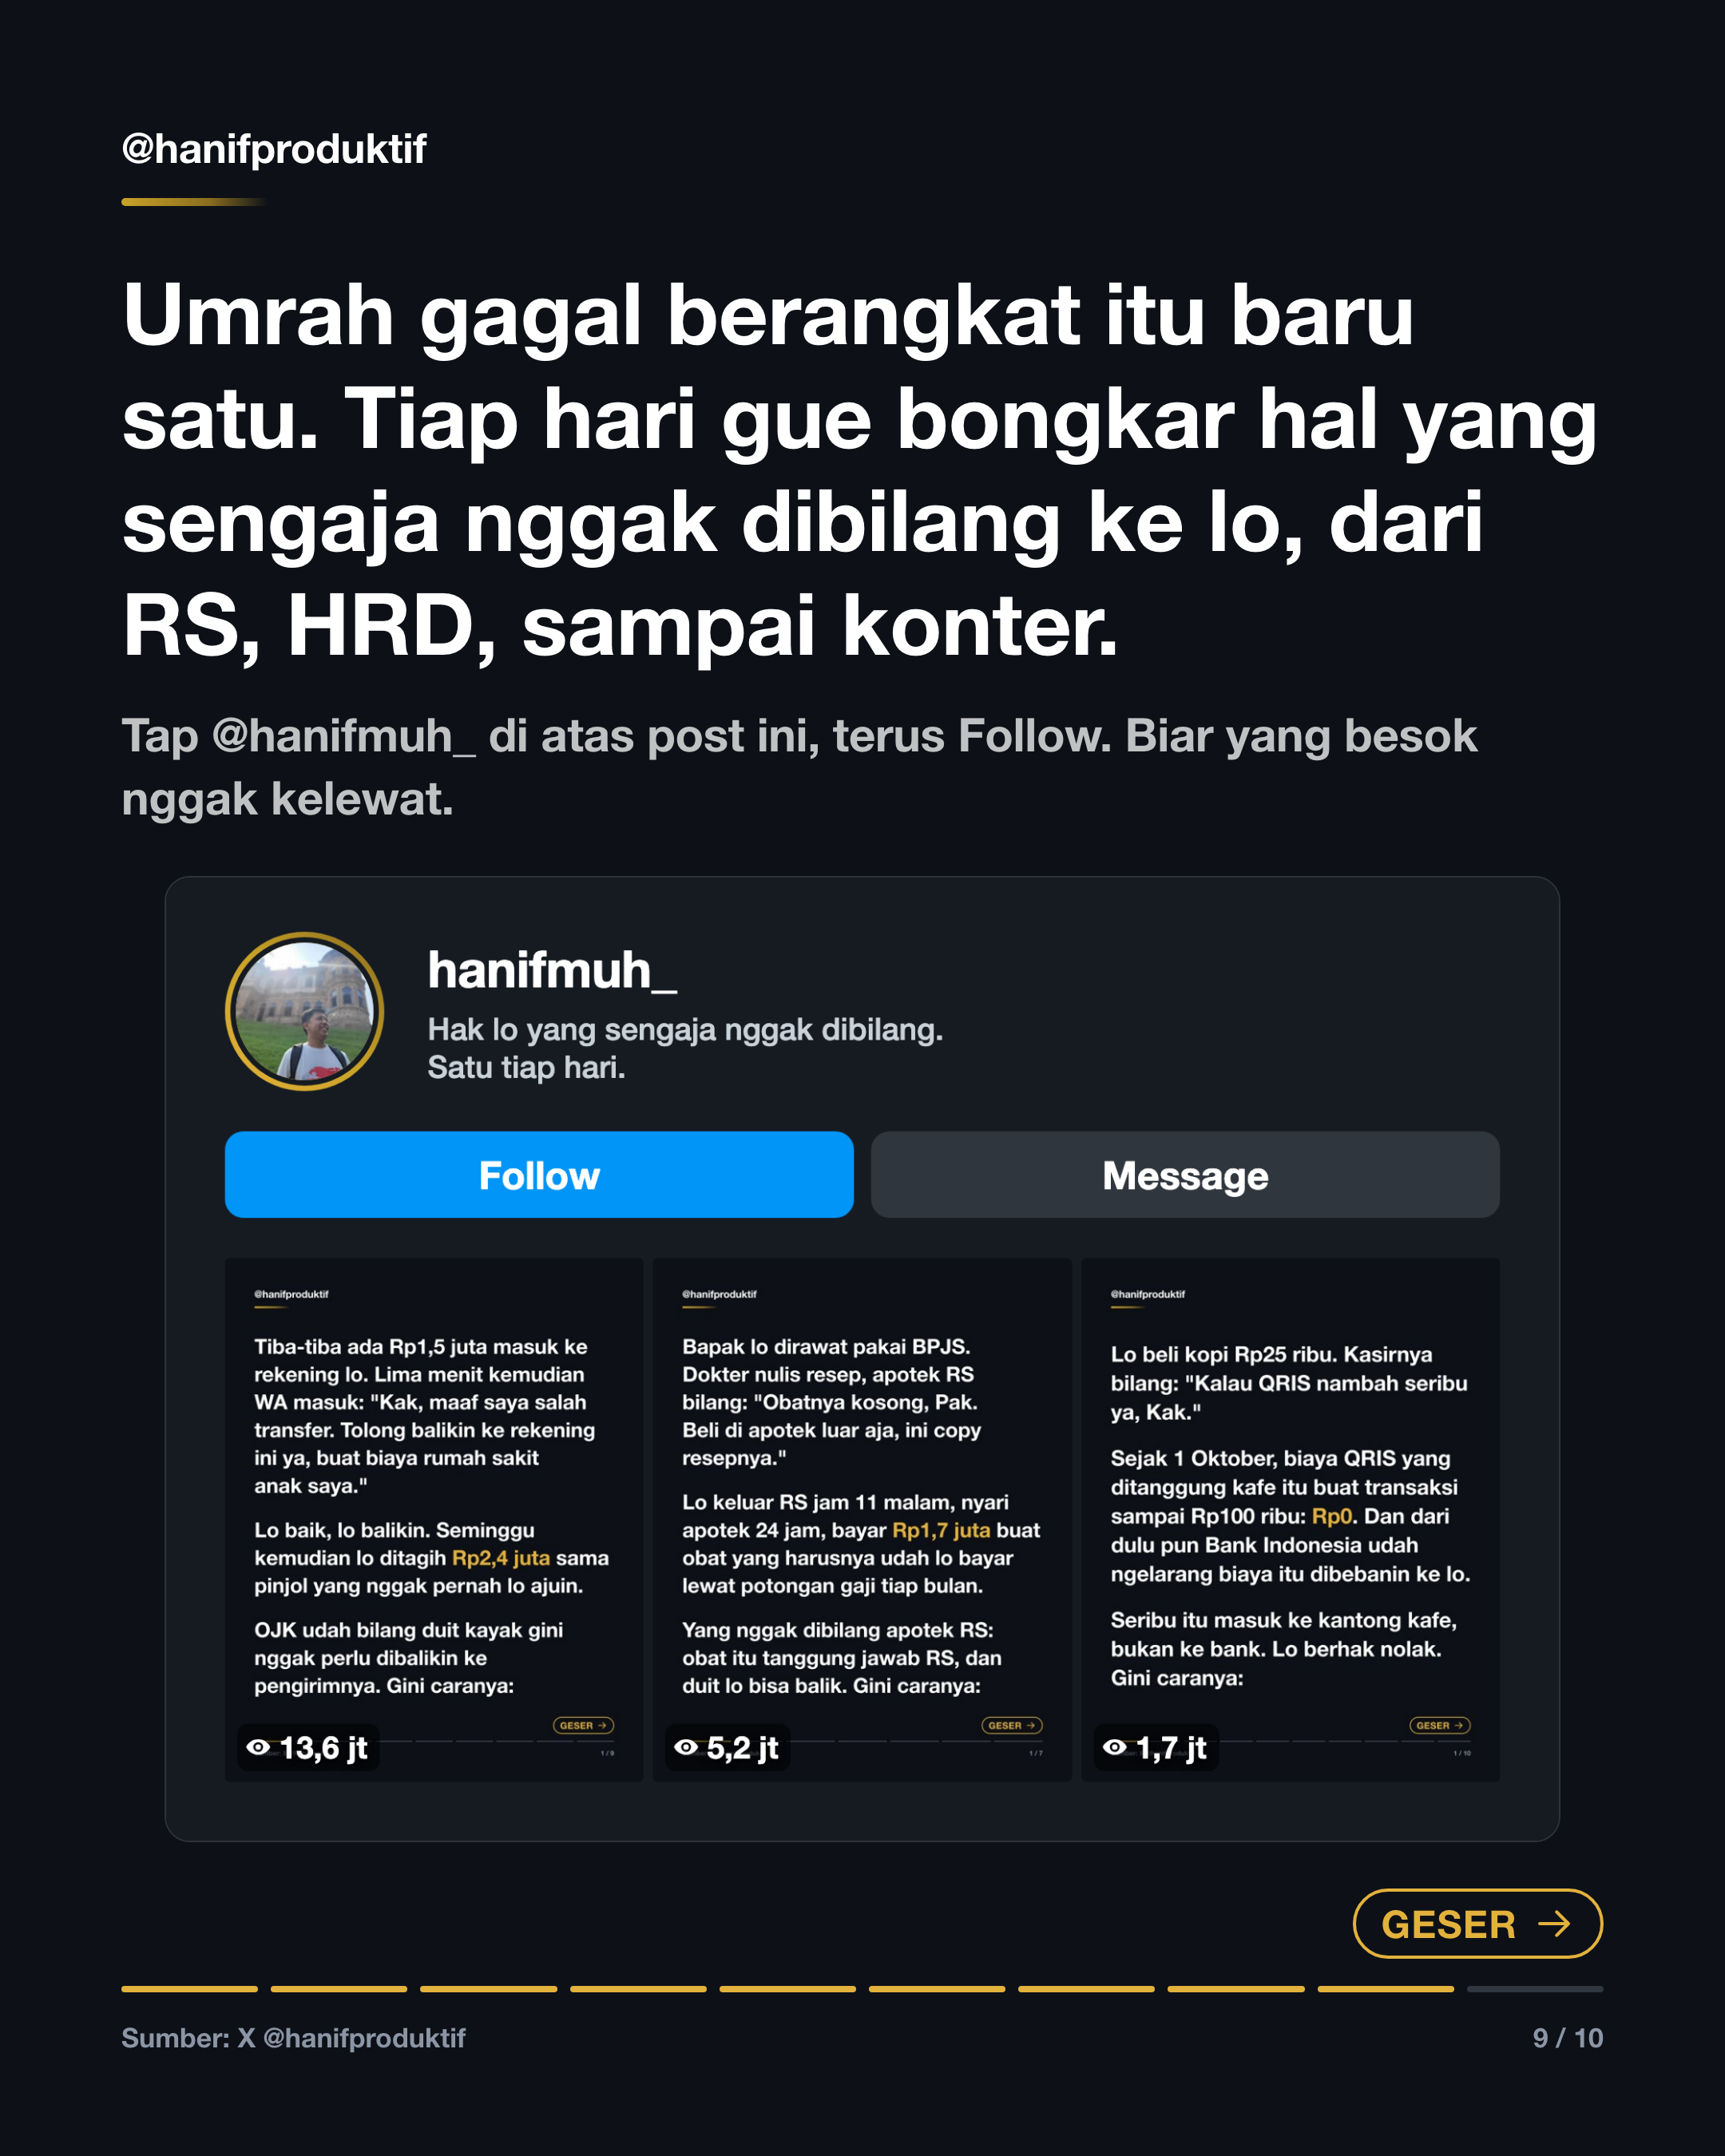 @hanifproduktif
Umrah gagal berangkat itu baru
satu. Tiap hari gue bongkar hal yang
sengaja nggak dibilang ke lo, dari
RS, HRD, sampai konter.
Tap @hanifmuh_ di atas post ini, terus Follow. Biar yang besok
nggak kelewat.
hanifmuh_
Hak lo yang sengaja nggak dibilang.
Satu tiap hari.
Follow
Message
@hanifproduktif
Tiba-tiba ada Rp1,5 juta masuk ke
rekening lo. Lima menit kemudian
WA masuk: "Kak, maaf saya salah
transfer. Tolong balikin ke rekening
ini ya, buat biaya rumah sakit
anak saya."
Lo baik, lo balikin. Seminggu
kemudian lo ditagih Rp2,4 juta sama
pinjol yang nggak pernah lo ajuin.
OJK udah bilang duit kayak gini
nggak perlu dibalikin ke
pengirimnya. Gini caranya:
GESER →
13,6 jt
1 / 8
@hanifproduktif
Bapak lo dirawat pakai BPJS.
Dokter nulis resep, apotek RS
bilang: "Obatnya kosong, Pak.
Beli di apotek luar aja, ini copy
resepnya."
Lo keluar RS jam 11 malam, nyari
apotek 24 jam, bayar Rp1,7 juta buat
obat yang harusnya udah lo bayar
lewat potongan gaji tiap bulan.
Yang nggak dibilang apotek RS:
obat itu tanggung jawab RS, dan
duit lo bisa balik. Gini caranya:
GESER →
5,2 jt
1 / 7
@hanifproduktif
Lo beli kopi Rp25 ribu. Kasirnya
bilang: "Kalau QRIS nambah seribu
ya, Kak."
Sejak 1 Oktober, biaya QRIS yang
ditanggung kafe itu buat transaksi
sampai Rp100 ribu: Rp0. Dan dari
dulu pun Bank Indonesia udah
ngelarang biaya itu dibebanin ke lo.
Seribu itu masuk ke kantong kafe,
bukan ke bank. Lo berhak nolak.
Gini caranya:
GESER →
1,7 jt
1 / 10
GESER →
Sumber: X @hanifproduktif
9 / 10